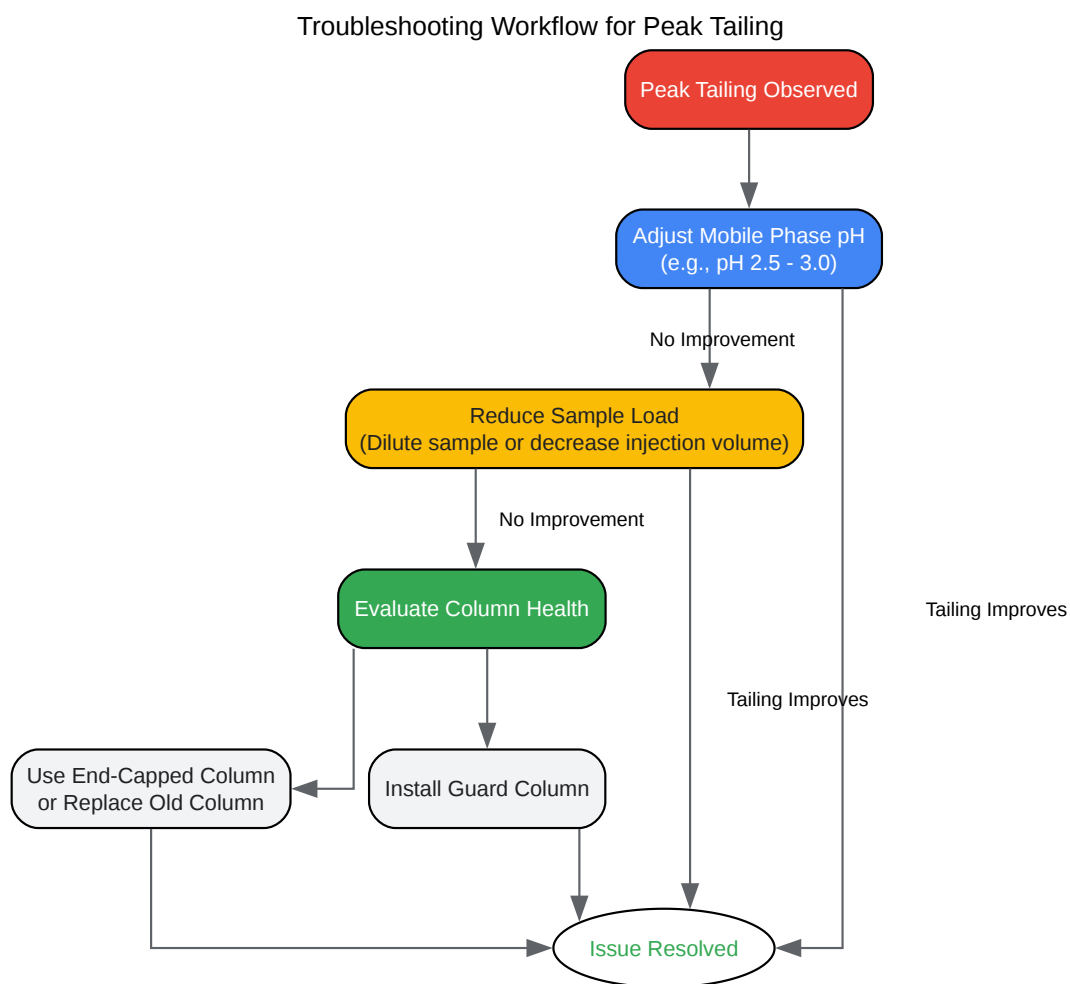 Troubleshooting Workflow for Peak Tailing
Peak Tailing Observed
Adjust Mobile Phase pH
(e.g., pH 2.5 - 3.0)
No Improvement
Reduce Sample Load
(Dilute sample or decrease injection volume)
No Improvement
Evaluate Column Health
Tailing Improves
Tailing Improves
Use End-Capped Column
or Replace Old Column
Install Guard Column
Issue Resolved